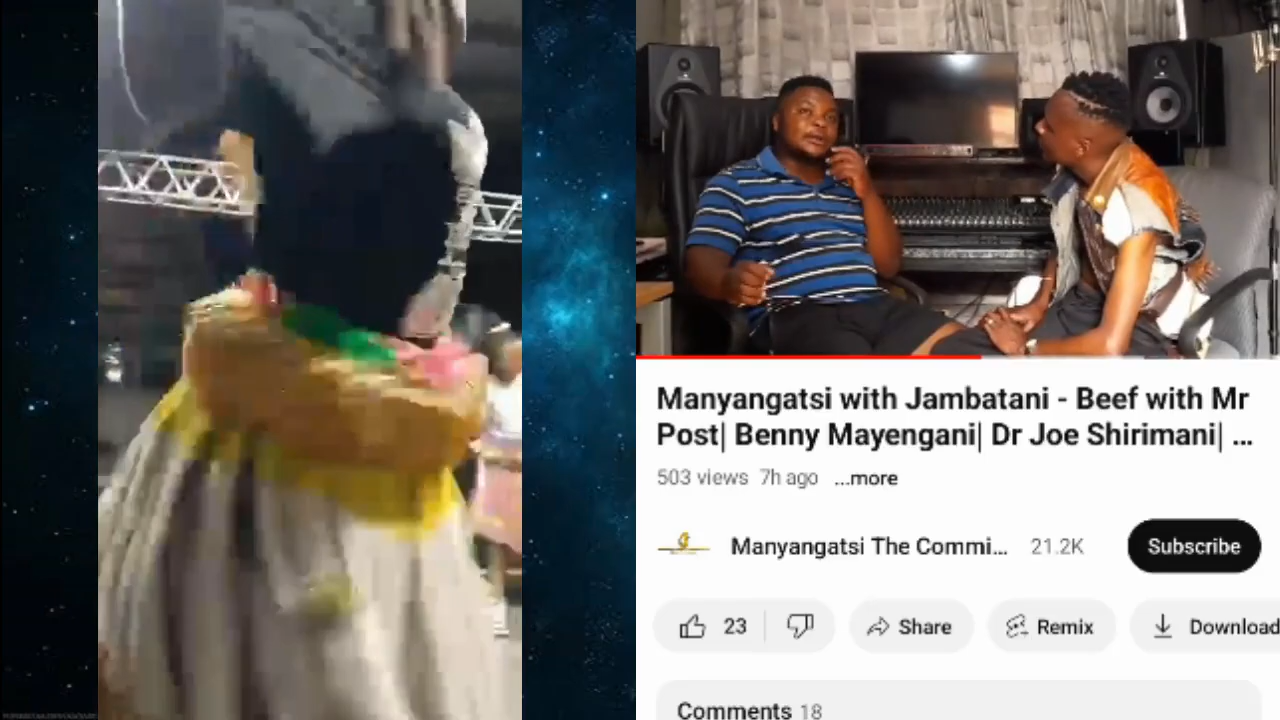 Manyangatsi with Jambatani - Beef with Mr
Post| Benny Mayengani| Dr Joe Shirimani| ...
503 views 7h ago ...more
Manyangatsi The Commi... 21.2K
Subscribe
23
Share
Remix
Download
Comments 18